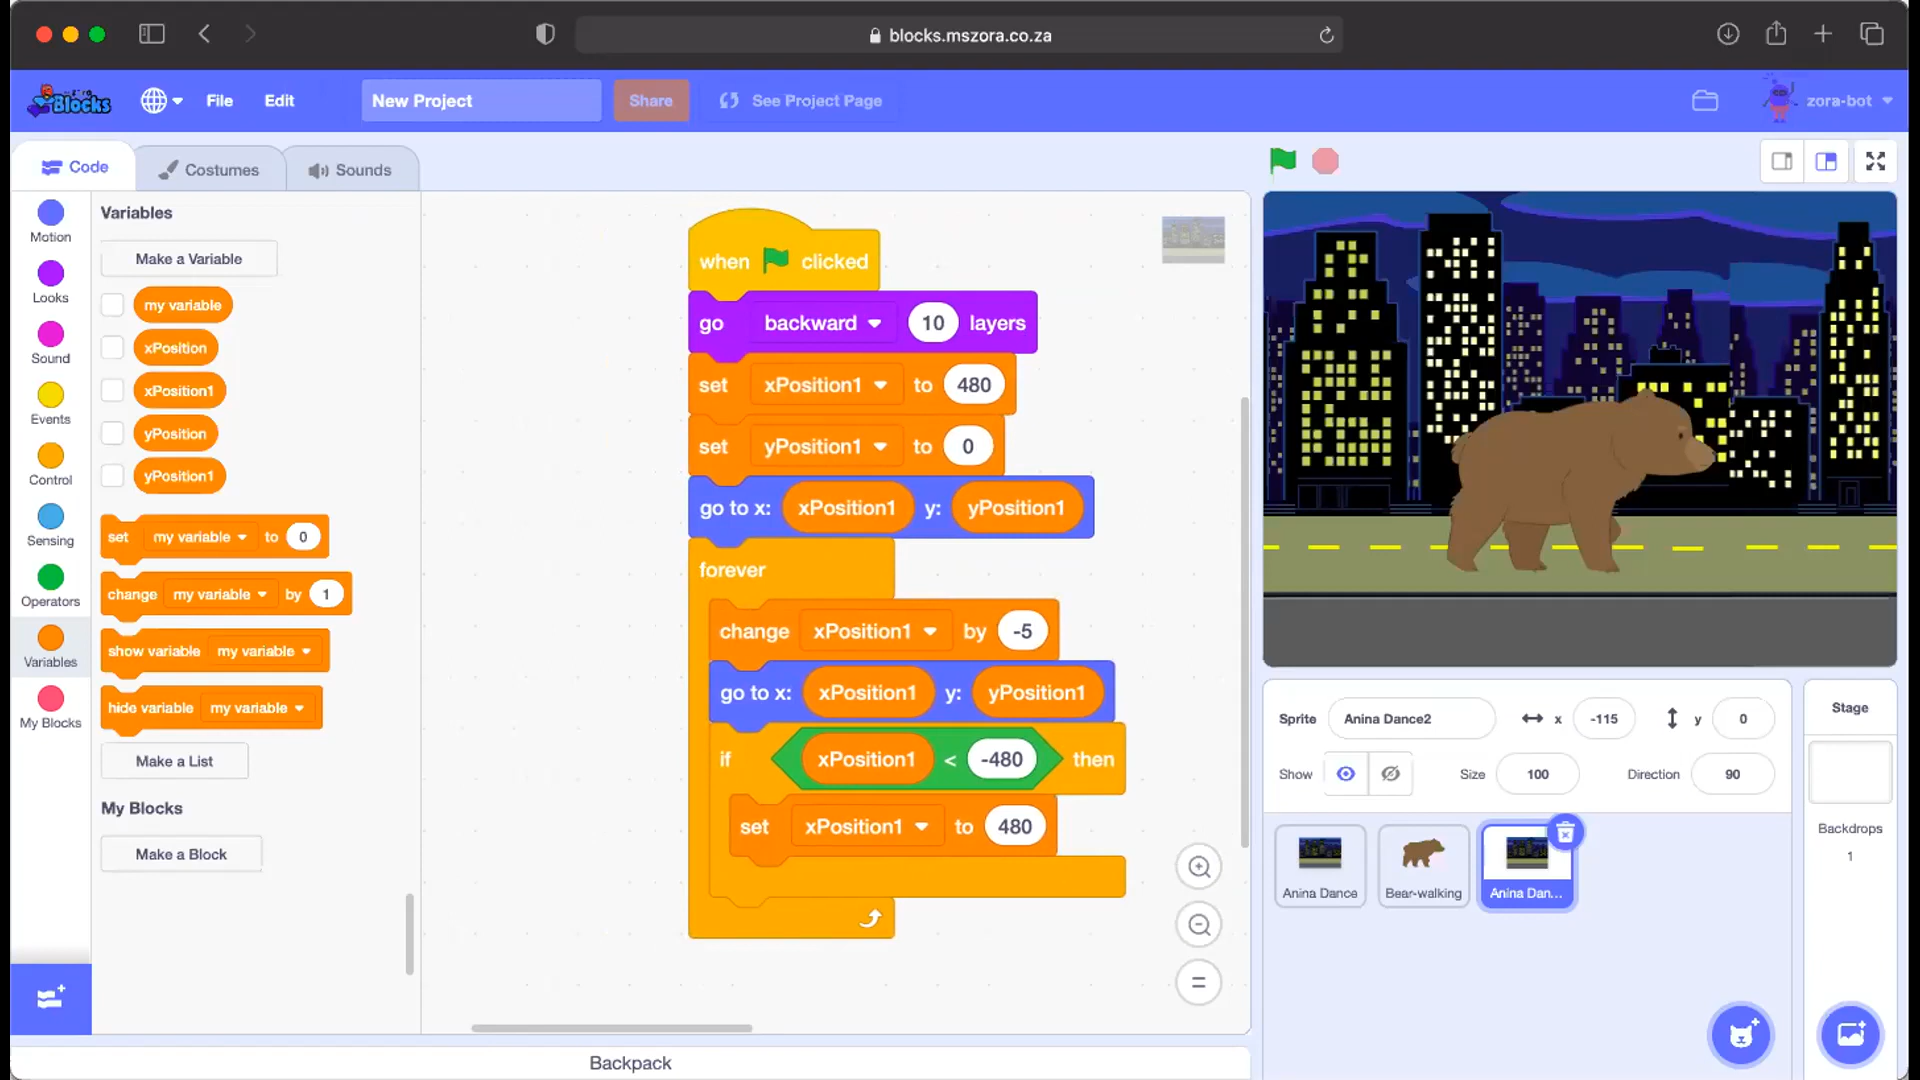 blocks.mszora.co.za
Blocks
File
Edit
New Project
Share
See Project Page
zora-bot
Code
Costumes
Sounds
Motion
Looks
Sound
Events
Control
Sensing
Operators
Variables
My Blocks
Variables
Make a Variable
my variable
xPosition
xPosition1
yPosition
yPosition1
set my variable to 0
change my variable by 1
show variable my variable
hide variable my variable
Make a List
My Blocks
Make a Block
when clicked
go backward 10 layers
set xPosition1 to 480
set yPosition1 to 0
go to x: xPosition1 y: yPosition1
forever
change xPosition1 by -5
go to x: xPosition1 y: yPosition1
if xPosition1 < -480 then
set xPosition1 to 480
Backpack
Sprite Anina Dance2 x -115 y 0
Show Size 100 Direction 90
Anina Dance
Bear-walking
Anina Dan...
Stage
Backdrops
1